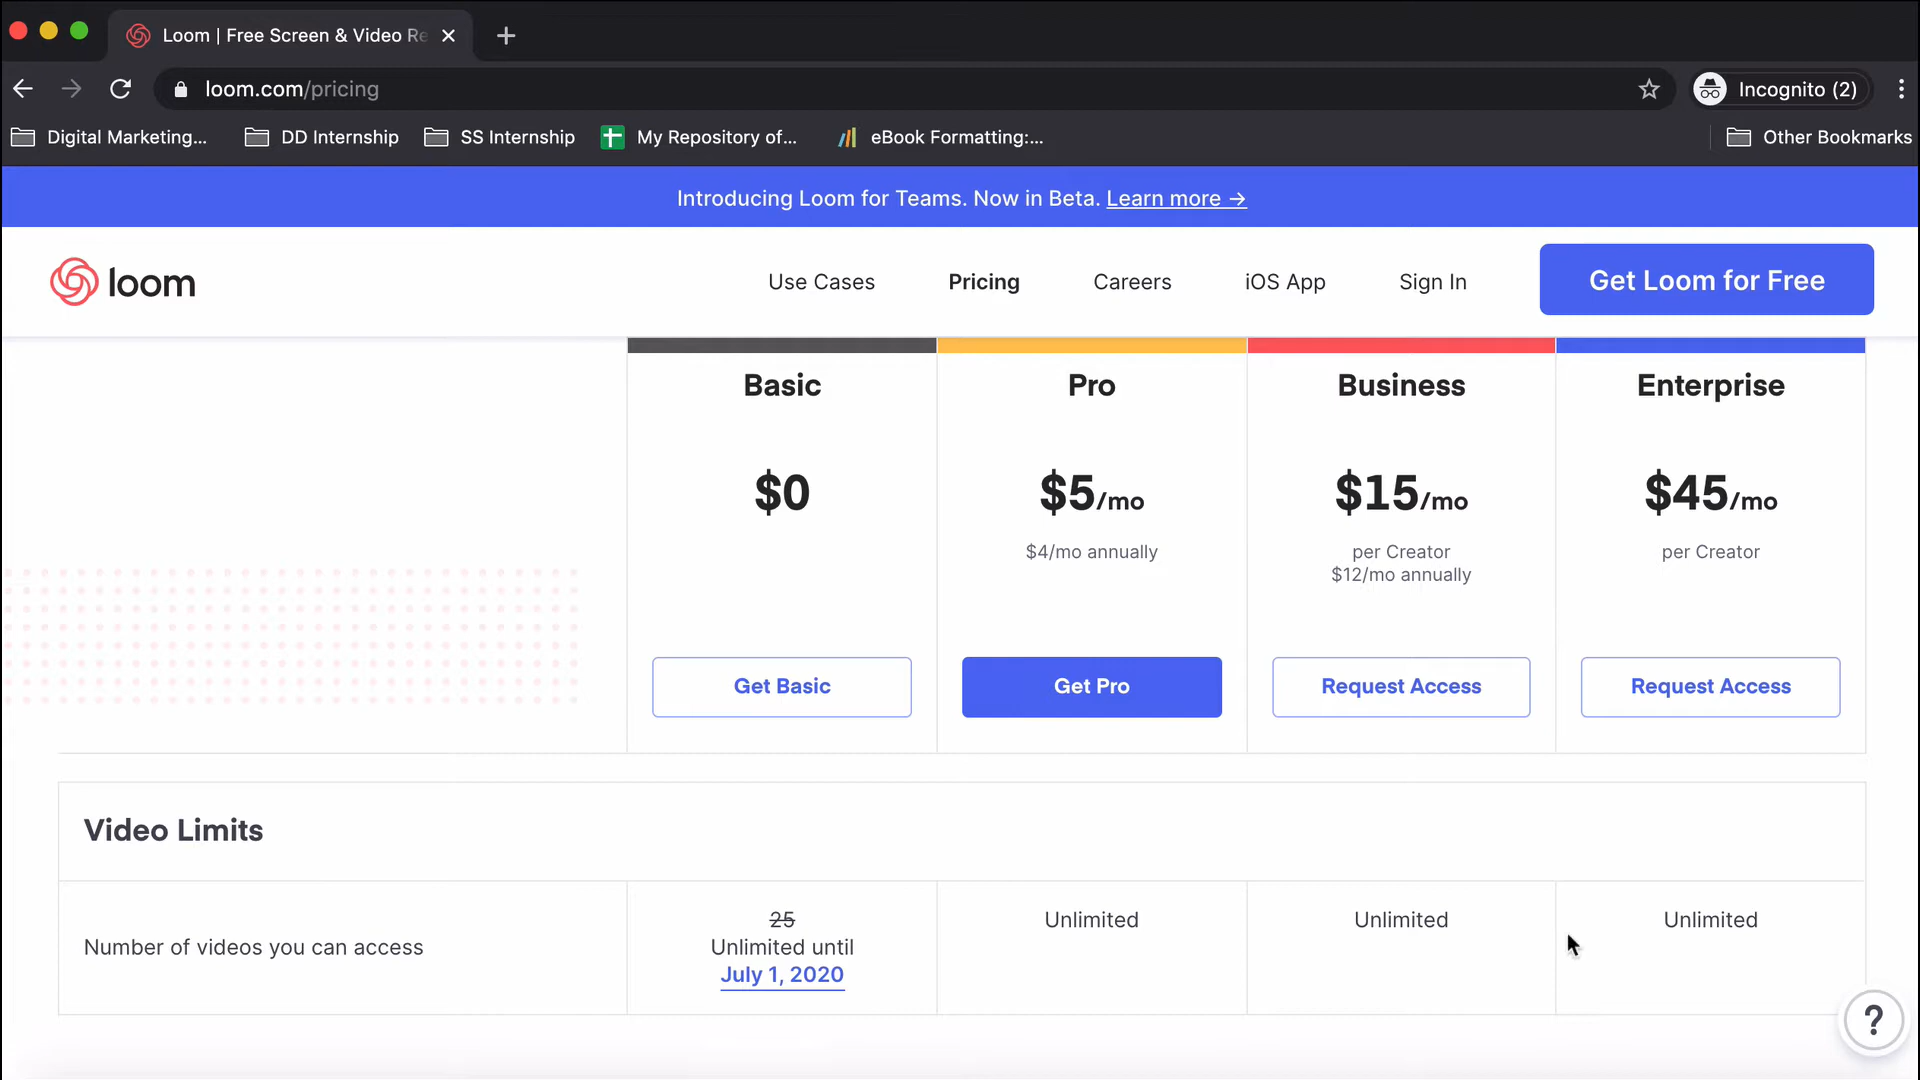 Loom | Free Screen & Video Re
loom.com/pricing
Incognito (2)
Digital Marketing...
DD Internship
SS Internship
My Repository of...
eBook Formatting:...
Other Bookmarks
Introducing Loom for Teams. Now in Beta. Learn more →
loom
Use Cases
Pricing
Careers
iOS App
Sign In
Get Loom for Free
Basic
Pro
Business
Enterprise
$0
$5/mo
$15/mo
$45/mo
$4/mo annually
per Creator
$12/mo annually
per Creator
Get Basic
Get Pro
Request Access
Request Access
Video Limits
Number of videos you can access
25
Unlimited until
July 1, 2020
Unlimited
Unlimited
Unlimited
?